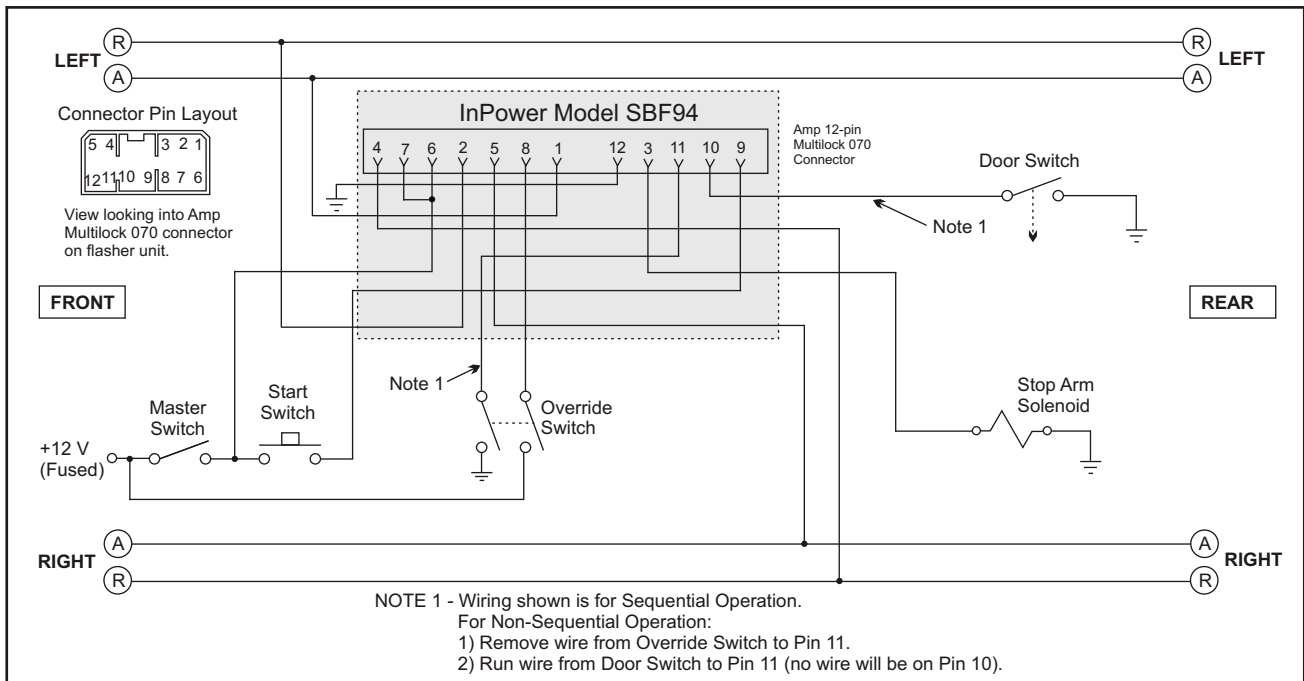 R
LEFT
A
R
LEFT
A
Connector Pin Layout
5 4 3 2 1
12 11 10 9 8 7 6
View looking into Amp
Multilock 070 connector
on flasher unit.
InPower Model SBF94
4 7 6 2 5 8 1 12 3 11 10 9
Amp 12-pin
Multilock 070
Connector
Door Switch
Note 1
FRONT
REAR
Note 1
Master
Switch
Start
Switch
Override
Switch
Stop Arm
Solenoid
+12 V
(Fused)
A
RIGHT
R
A
RIGHT
R
NOTE 1 - Wiring shown is for Sequential Operation.
For Non-Sequential Operation:
1) Remove wire from Override Switch to Pin 11.
2) Run wire from Door Switch to Pin 11 (no wire will be on Pin 10).